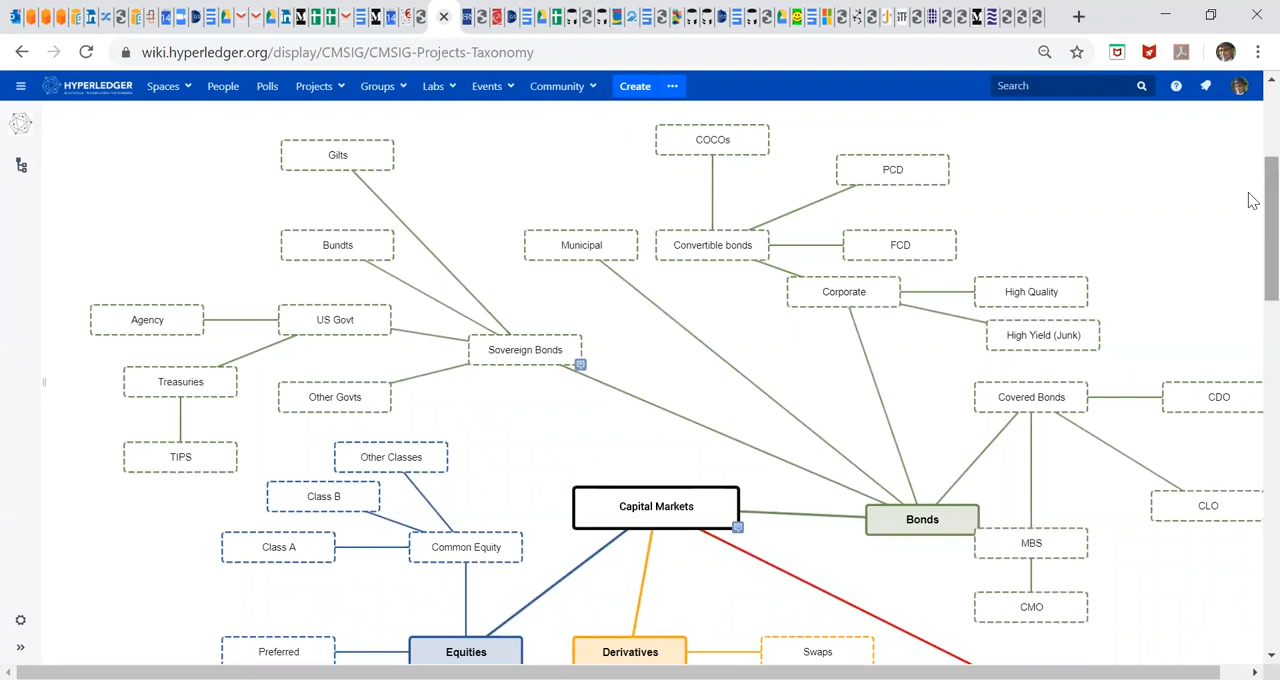 wiki.hyperledger.org/display/CMSIG/CMSIG-Projects-Taxonomy
HYPERLEDGER
Spaces
People
Polls
Projects
Groups
Labs
Events
Community
Create
Search
COCOs
Gilts
PCD
Bundts
Municipal
Convertible bonds
FCD
Corporate
High Quality
Agency
US Govt
High Yield (Junk)
Sovereign Bonds
Treasuries
Other Govts
Covered Bonds
CDO
TIPS
Other Classes
Class B
Capital Markets
CLO
Bonds
Class A
Common Equity
MBS
CMO
Preferred
Equities
Derivatives
Swaps